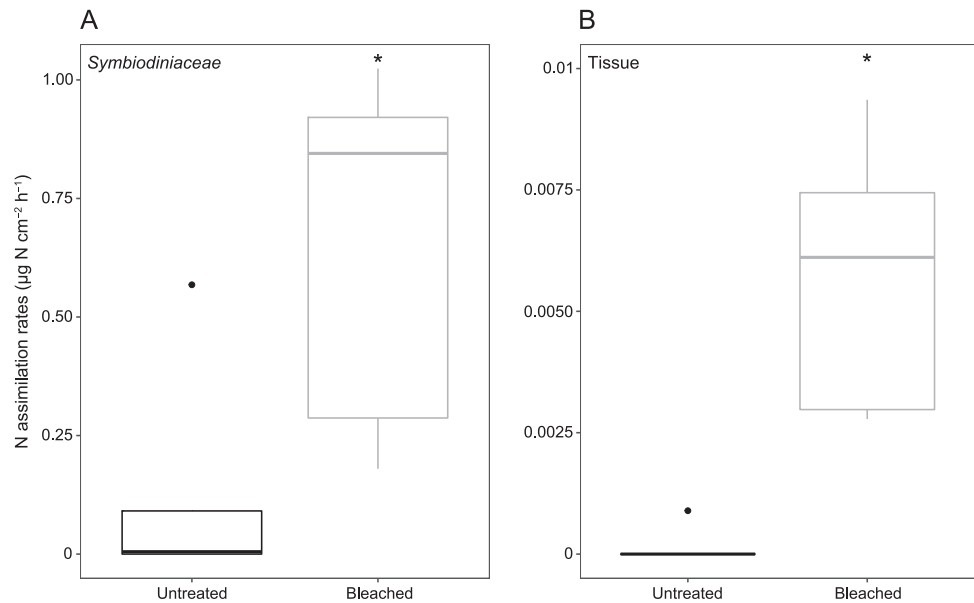 A
B
Symbiodiniaceae
*
Tissue
*
N assimilation rates (µg N cm⁻² h⁻¹)
1.00
0.75
0.50
0.25
0
0.01
0.0075
0.0050
0.0025
0
Untreated
Bleached
Untreated
Bleached